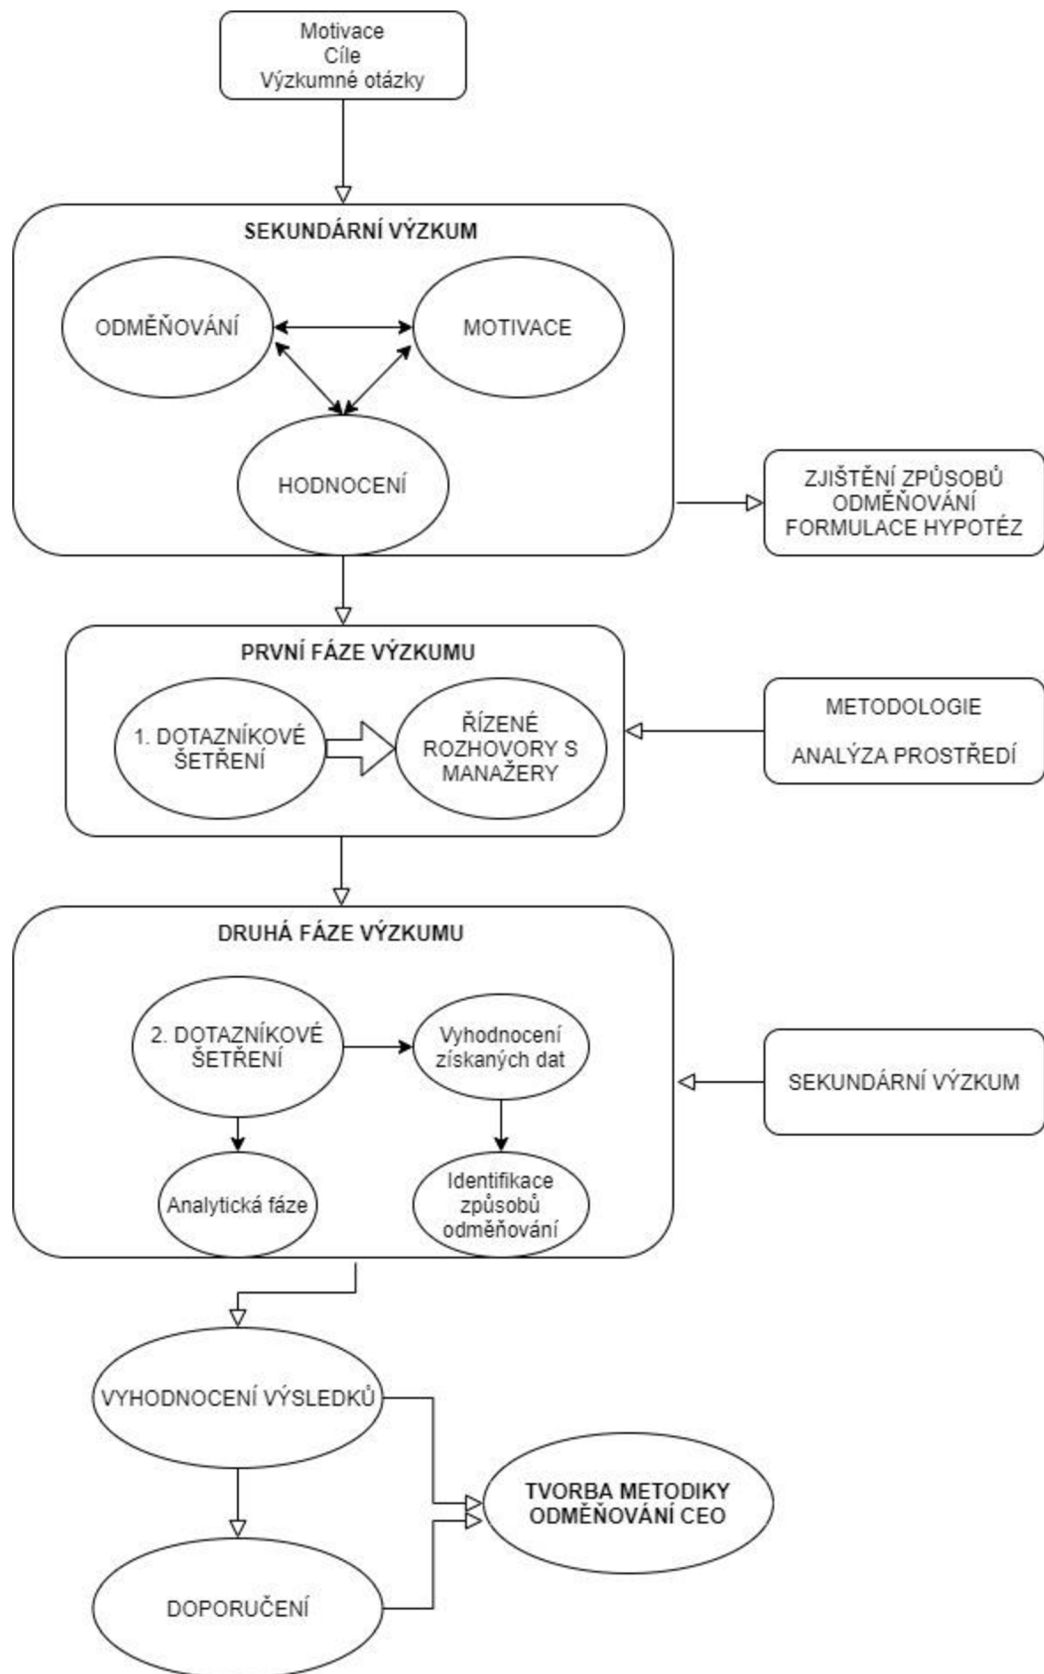 Motivace
Cíle
Výzkumné otázky
SEKUNDÁRNÍ VÝZKUM
ODMĚŇOVÁNÍ
MOTIVACE
HODNOCENÍ
ZJIŠTĚNÍ ZPŮSOBŮ
ODMĚŇOVÁNÍ
FORMULACE HYPOTÉZ
PRVNÍ FÁZE VÝZKUMU
1. DOTAZNÍKOVÉ
ŠETŘENÍ
ŘÍZENÉ
ROZHOVORY S
MANAŽERY
METODOLOGIE
ANALÝZA PROSTŘEDÍ
DRUHÁ FÁZE VÝZKUMU
2. DOTAZNÍKOVÉ
ŠETŘENÍ
Vyhodnocení
získaných dat
Analytická fáze
Identifikace
způsobů
odměňování
SEKUNDÁRNÍ VÝZKUM
VYHODNOCENÍ VÝSLEDKŮ
TVORBA METODIKY
ODMĚŇOVÁNÍ CEO
DOPORUČENÍ